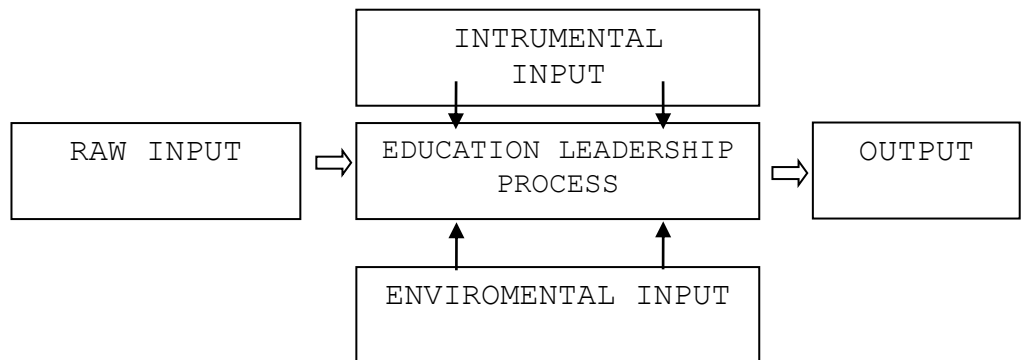 INTRUMENTAL
INPUT
RAW INPUT
EDUCATION LEADERSHIP
PROCESS
OUTPUT
ENVIROMENTAL INPUT